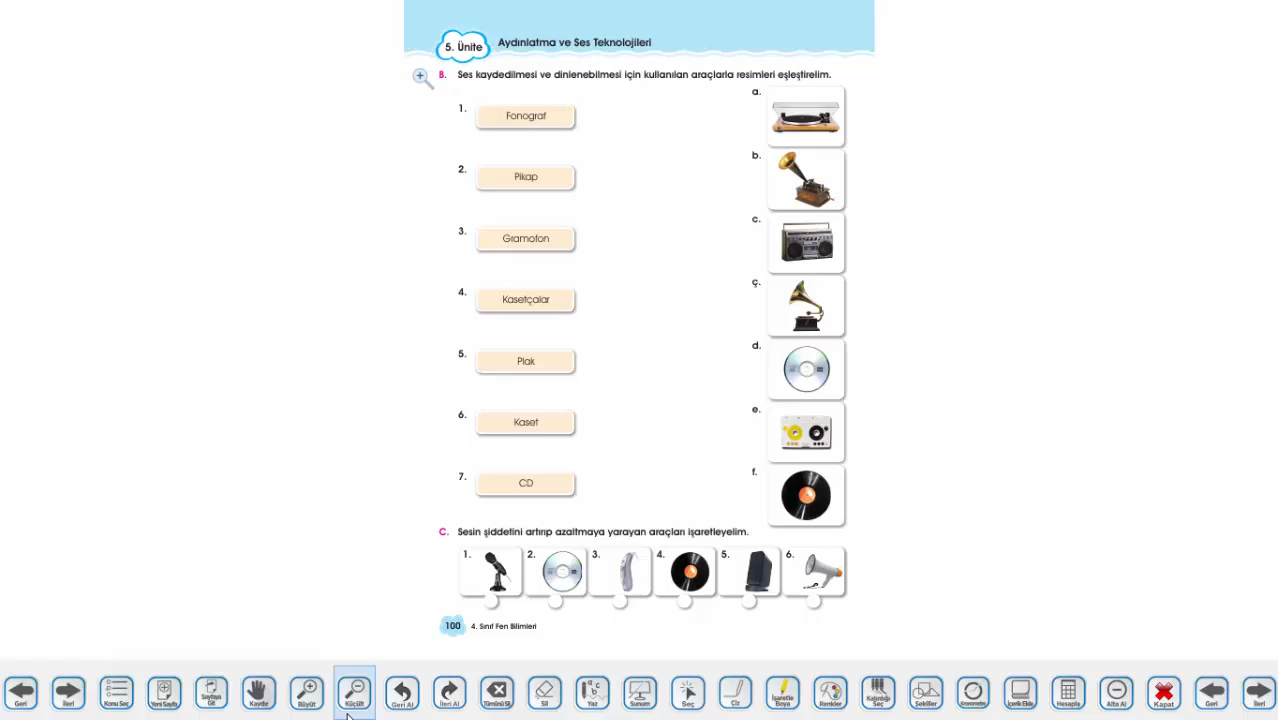 5. Ünite
Aydınlatma ve Ses Teknolojileri
B. Ses kaydedilmesi ve dinlenebilmesi için kullanılan araçlarla resimleri eşleştirelim.
1. Fonograf
2. Pikap
3. Gramofon
4. Kasetçalar
5. Plak
6. Kaset
7. CD
a.
b.
c.
ç.
d.
e.
f.
C. Sesin şiddetini artırıp azaltmaya yarayan araçları işaretleyelim.
1. 2. 3. 4. 5. 6.
100 4. Sınıf Fen Bilimleri
Geri
İleri
Konu Seç
Yeni Sayfa
Sayfaya Git
Kaydır
Büyüt
Küçült
Geri Al
İleri Al
Tümünü Sil
Sil
Yaz
Sunum
Seç
Çiz
İşaretle Boya
Renkler
Kalınlığı Seç
Şekiller
Kronometre
İçerik Ekle
Hesapla
Alta Al
Kapat
Geri
İleri